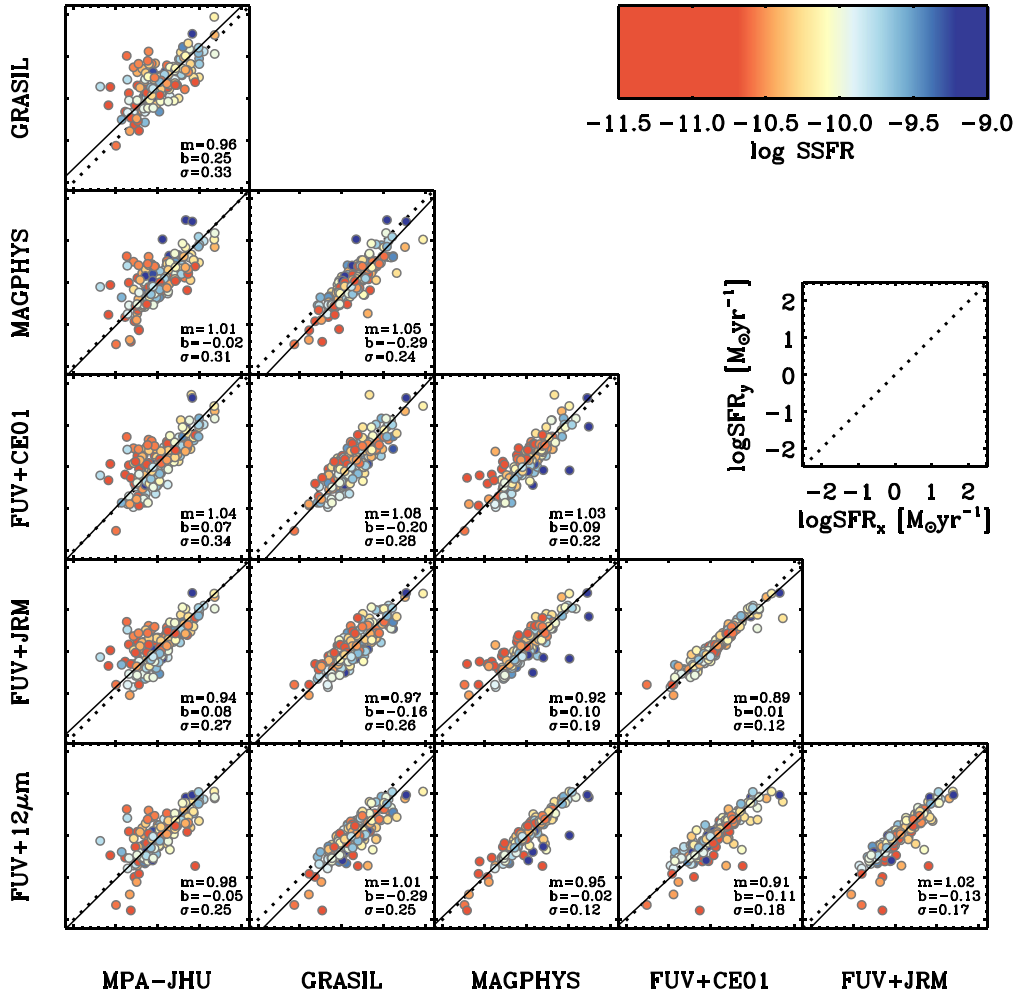 GRASIL
m=0.96
b=0.25
σ=0.33
−11.5 −11.0 −10.5 −10.0 −9.5 −9.0
log SSFR
MAGPHYS
m=1.01
b=−0.02
σ=0.31
m=1.05
b=−0.29
σ=0.24
logSFRy [M⊙yr−1]
2
1
0
−1
−2
−2 −1 0 1 2
logSFRx [M⊙yr−1]
FUV+CE01
m=1.04
b=0.07
σ=0.34
m=1.08
b=−0.20
σ=0.28
m=1.03
b=0.09
σ=0.22
FUV+JRM
m=0.94
b=0.08
σ=0.27
m=0.97
b=−0.16
σ=0.26
m=0.92
b=0.10
σ=0.19
m=0.89
b=0.01
σ=0.12
FUV+12μm
m=0.98
b=−0.05
σ=0.25
m=1.01
b=−0.29
σ=0.25
m=0.95
b=−0.02
σ=0.12
m=0.91
b=−0.11
σ=0.18
m=1.02
b=−0.13
σ=0.17
MPA−JHU GRASIL MAGPHYS FUV+CE01 FUV+JRM